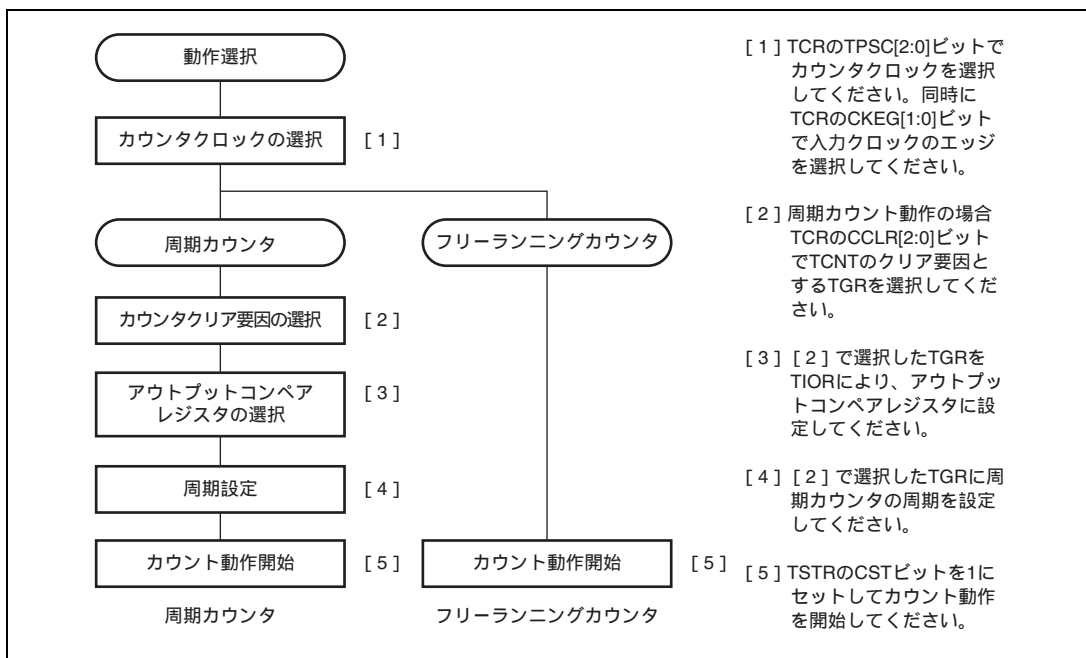 動作選択
カウンタクロックの選択
[ 1 ]
周期カウンタ
フリーランニングカウンタ
カウンタクリア要因の選択
[ 2 ]
アウトプットコンペア
レジスタの選択
[ 3 ]
周期設定
[ 4 ]
カウント動作開始
[ 5 ]
カウント動作開始
[ 5 ]
周期カウンタ
フリーランニングカウンタ
[ 1 ] TCRのTPSC[2:0]ビットで
カウンタクロックを選択
してください。同時に
TCRのCKEG[1:0]ビット
で入力クロックのエッジ
を選択してください。
[ 2 ] 周期カウント動作の場合
TCRのCCLR[2:0]ビット
でTCNTのクリア要因と
するTGRを選択してくだ
さい。
[ 3 ] [ 2 ] で選択したTGRを
TIORにより、アウトプッ
トコンペアレジスタに設
定してください。
[ 4 ] [ 2 ] で選択したTGRに周
期カウンタの周期を設定
してください。
[ 5 ] TSTRのCSTビットを1に
セットしてカウント動作
を開始してください。